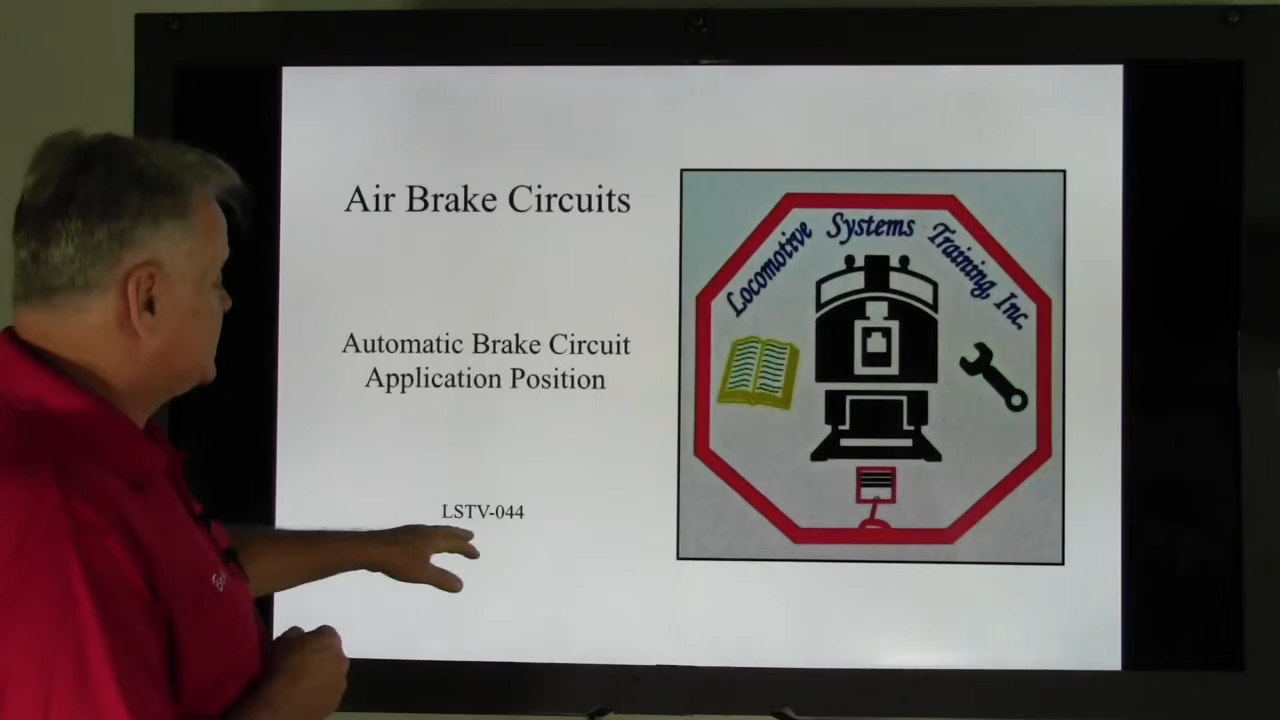 Air Brake Circuits
Automatic Brake Circuit
Application Position
LSTV-044
Locomotive Systems Training, Inc.